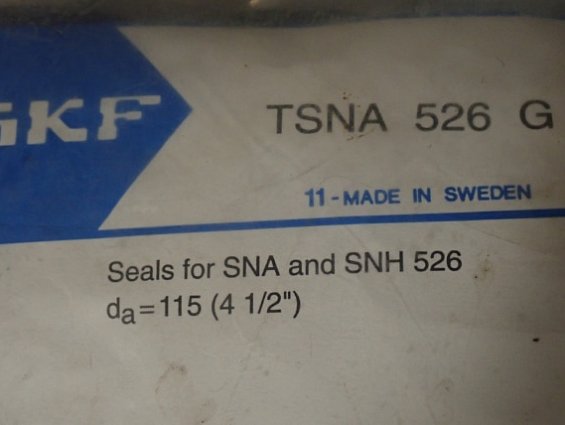 SKF
TSNA 526 G
11-MADE IN SWEDEN
Seals for SNA and SNH 526
da=115 (4 1/2")